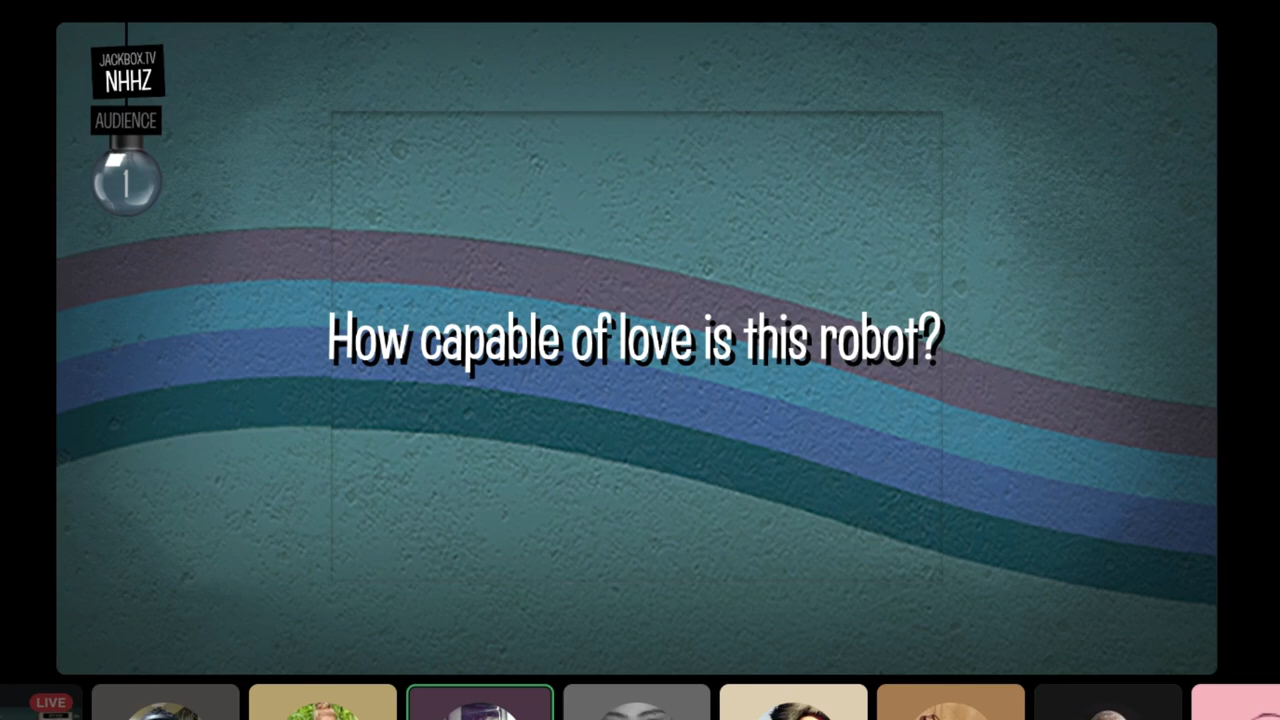 JACKBOX.TV
NHHZ
AUDIENCE
1
How capable of love is this robot?
LIVE